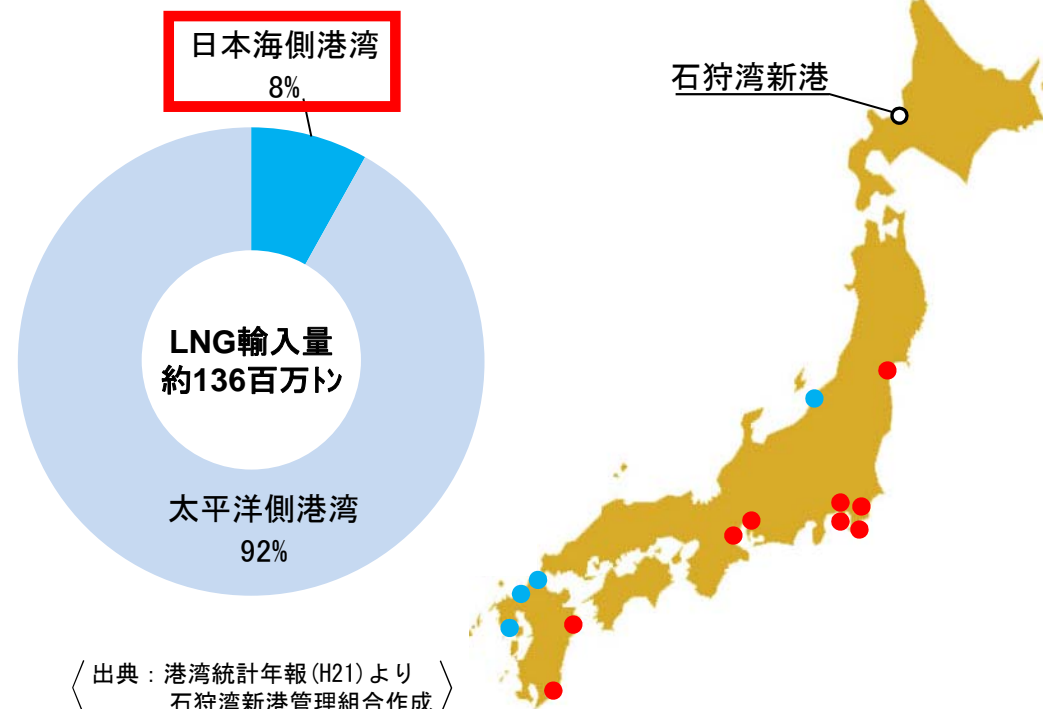 日本海側港湾
8%
石狩湾新港
LNG輸入量
約136百万㌧
太平洋側港湾
92%
出典：港湾統計年報(H21)より
石狩湾新港管理組合作成